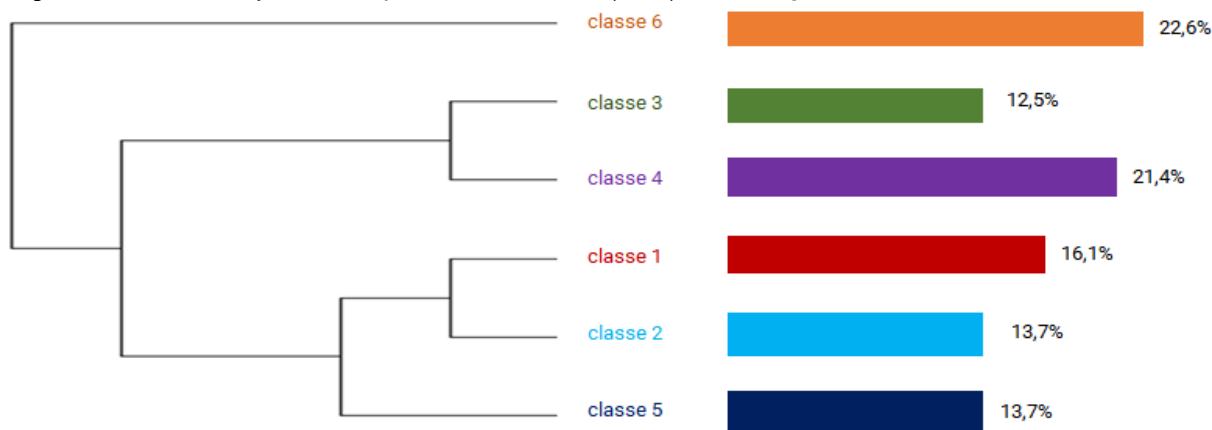 classe 6 22,6%
classe 3 12,5%
classe 4 21,4%
classe 1 16,1%
classe 2 13,7%
classe 5 13,7%